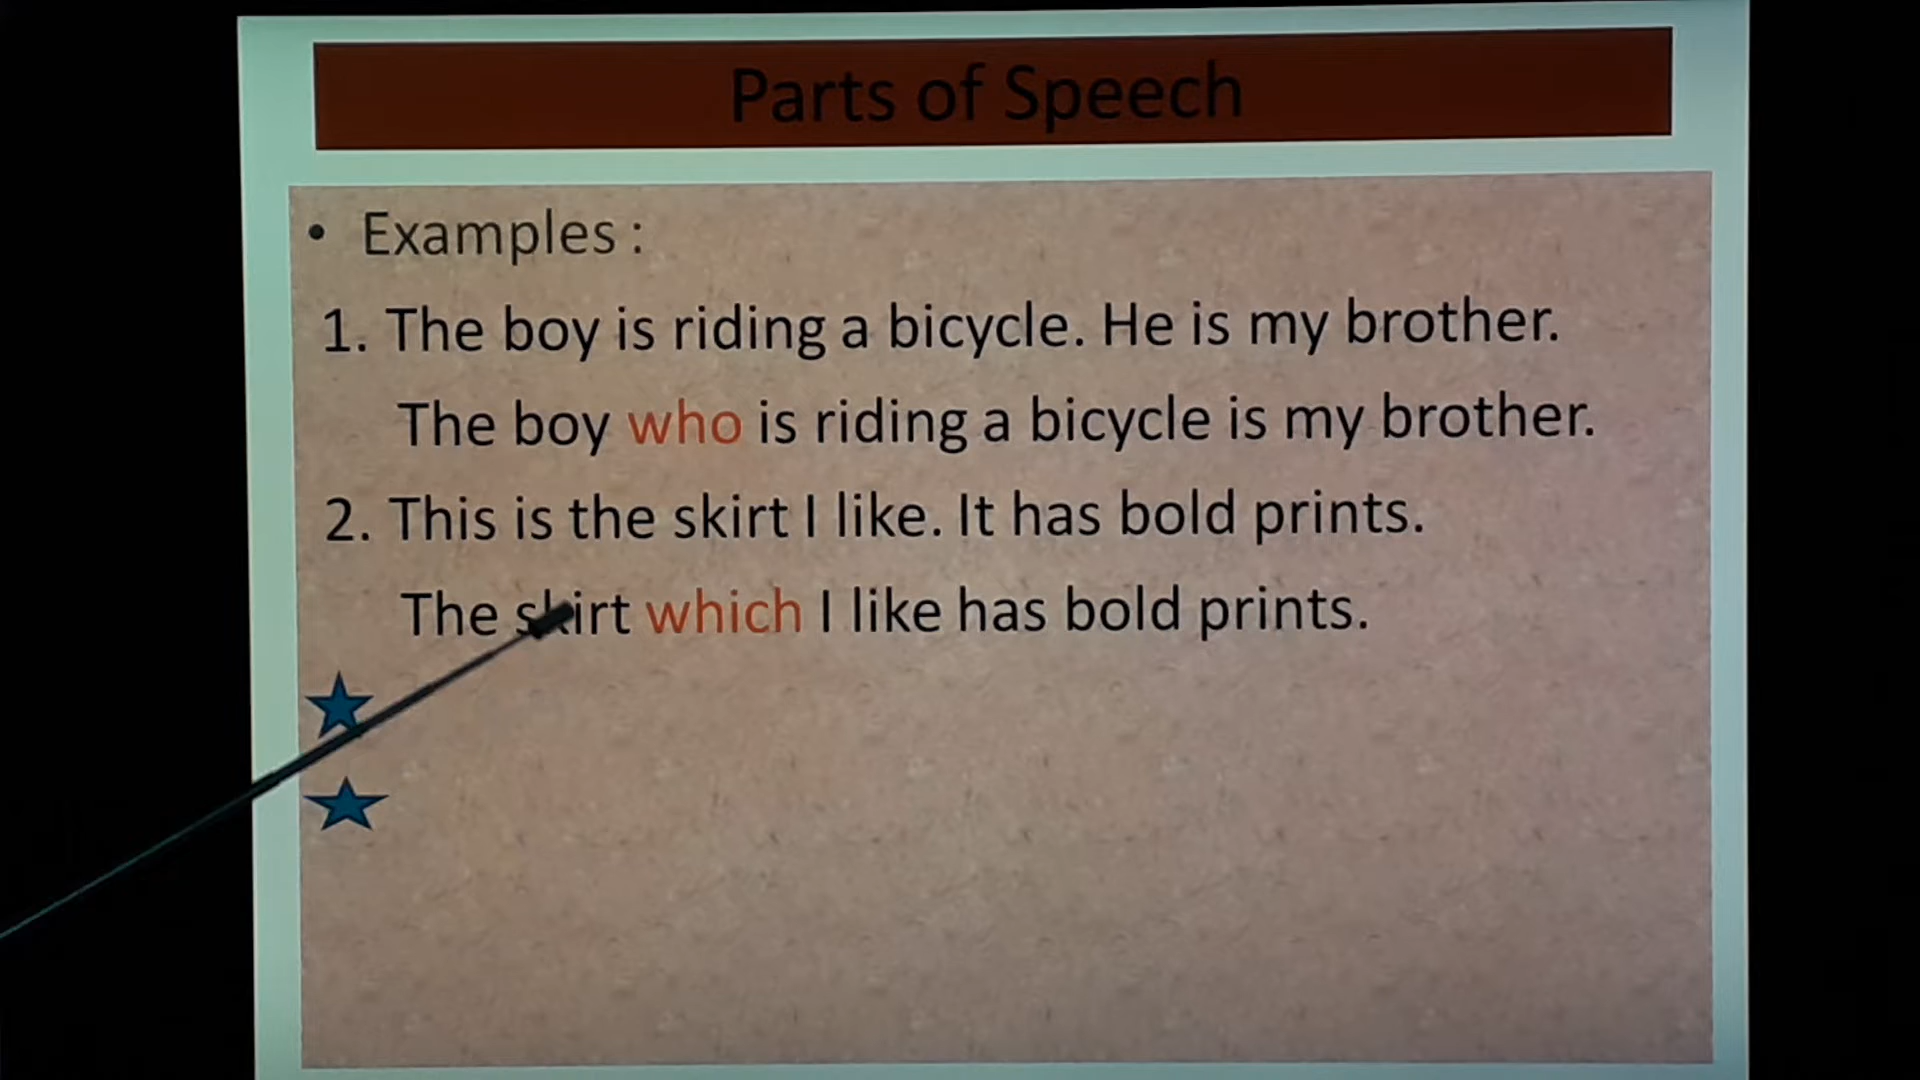 Parts of Speech
• Examples :
1. The boy is riding a bicycle. He is my brother.
The boy who is riding a bicycle is my brother.
2. This is the skirt I like. It has bold prints.
The skirt which I like has bold prints.